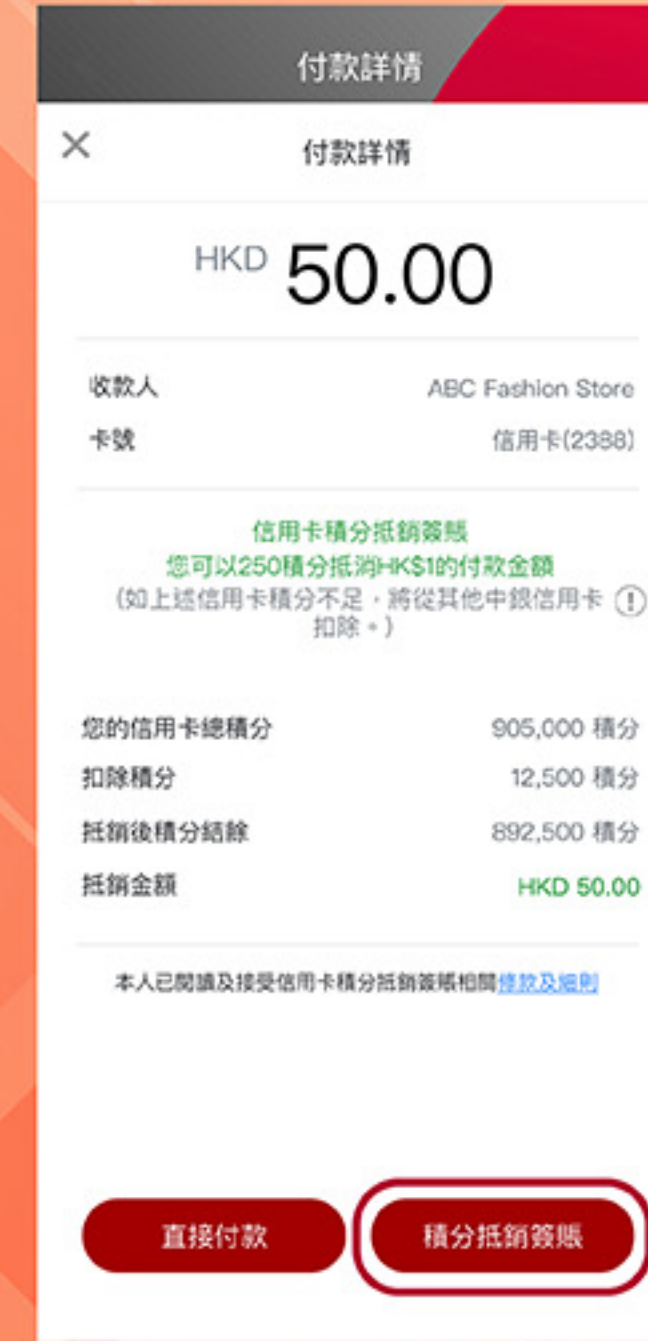 付款詳情
付款詳情
HKD 50.00
收款人 ABC Fashion Store
卡號 信用卡(2388)
信用卡積分抵銷簽賬
您可以250積分抵消HK$1的付款金額
(如上述信用卡積分不足，將從其他中銀信用卡
扣除。)
您的信用卡總積分 905,000 積分
扣除積分 12,500 積分
抵銷後積分結餘 892,500 積分
抵銷金額 HKD 50.00
本人已閱讀及接受信用卡積分抵銷簽賬相關條款及細則
直接付款 積分抵銷簽賬